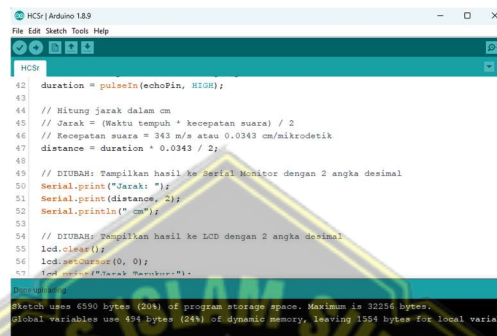 HCSr | Arduino 1.8.9
File Edit Sketch Tools Help
HCSr
42 duration = pulseIn(echoPin, HIGH);
43
44 // Hitung jarak dalam cm
45 // Jarak = (Waktu tempuh * kecepatan suara) / 2
46 // Kecepatan suara = 343 m/s atau 0.0343 cm/mikrodetik
47 distance = duration * 0.0343 / 2;
48
49 // DIUBAH: Tampilkan hasil ke Serial Monitor dengan 2 angka desimal
50 Serial.print("Jarak: ");
51 Serial.print(distance, 2);
52 Serial.println(" cm");
53
54 // DIUBAH: Tampilkan hasil ke LCD dengan 2 angka desimal
55 lcd.clear();
56 lcd.setCursor(0, 0);
57 lcd.print("Jarak Terukur:");
Done uploading.
Sketch uses 6590 bytes (20%) of program storage space. Maximum is 32256 bytes.
Global variables use 494 bytes (24%) of dynamic memory, leaving 1554 bytes for local varia